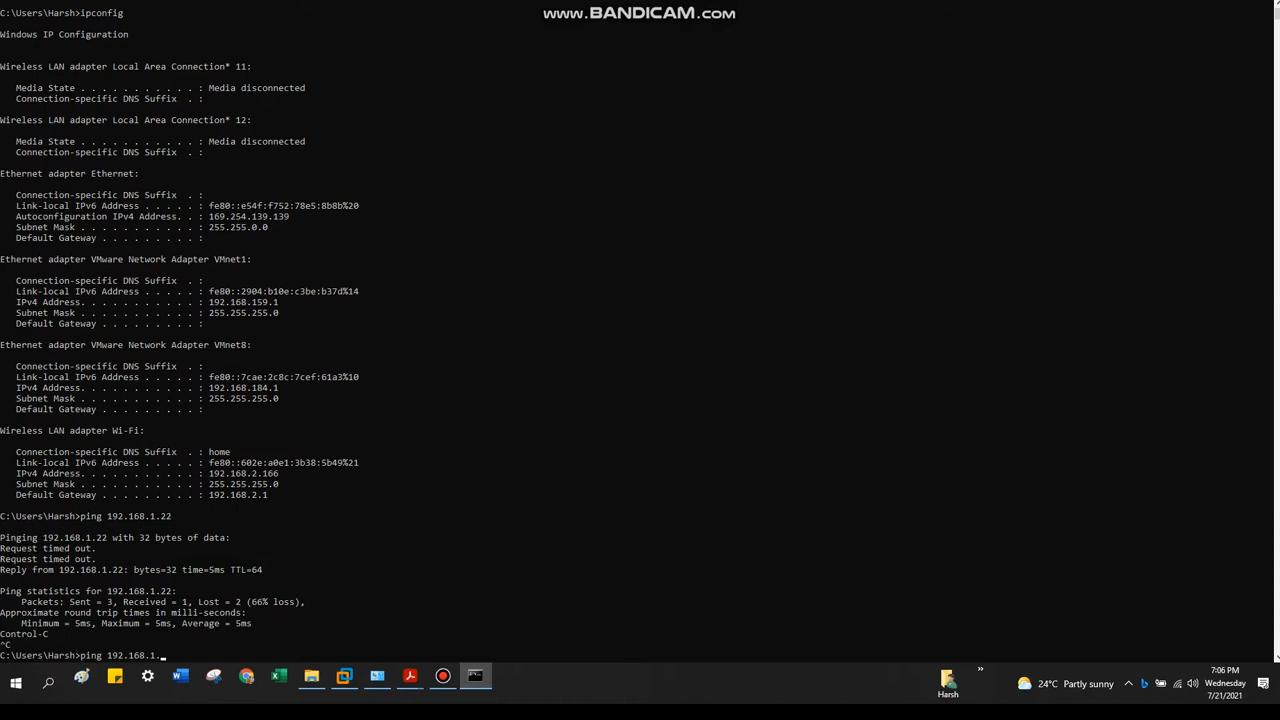 C:\Users\Harsh>ipconfig
www.BANDICAM.com
Windows IP Configuration
Wireless LAN adapter Local Area Connection* 11:
Media State . . . . . . . . . . . : Media disconnected
Connection-specific DNS Suffix . :
Wireless LAN adapter Local Area Connection* 12:
Media State . . . . . . . . . . . : Media disconnected
Connection-specific DNS Suffix . :
Ethernet adapter Ethernet:
Connection-specific DNS Suffix . :
Link-local IPv6 Address . . . . . : fe80::e54f:f752:78e5:8b8b%20
Autoconfiguration IPv4 Address. . : 169.254.139.139
Subnet Mask . . . . . . . . . . . : 255.255.0.0
Default Gateway . . . . . . . . . :
Ethernet adapter VMware Network Adapter VMnet1:
Connection-specific DNS Suffix . :
Link-local IPv6 Address . . . . . : fe80::2904:b10e:c3be:b37d%14
IPv4 Address. . . . . . . . . . . : 192.168.159.1
Subnet Mask . . . . . . . . . . . : 255.255.255.0
Default Gateway . . . . . . . . . :
Ethernet adapter VMware Network Adapter VMnet8:
Connection-specific DNS Suffix . :
Link-local IPv6 Address . . . . . : fe80::7cae:2c8c:7cef:61a3%10
IPv4 Address. . . . . . . . . . . : 192.168.184.1
Subnet Mask . . . . . . . . . . . : 255.255.255.0
Default Gateway . . . . . . . . . :
Wireless LAN adapter Wi-Fi:
Connection-specific DNS Suffix . : home
Link-local IPv6 Address . . . . . : fe80::602e:a0e1:3b38:5b49%21
IPv4 Address. . . . . . . . . . . : 192.168.2.166
Subnet Mask . . . . . . . . . . . : 255.255.255.0
Default Gateway . . . . . . . . . : 192.168.2.1
C:\Users\Harsh>ping 192.168.1.22
Pinging 192.168.1.22 with 32 bytes of data:
Request timed out.
Request timed out.
Reply from 192.168.1.22: bytes=32 time=5ms TTL=64
Ping statistics for 192.168.1.22:
Packets: Sent = 3, Received = 1, Lost = 2 (66% loss),
Approximate round trip times in milli-seconds:
Minimum = 5ms, Maximum = 5ms, Average = 5ms
Control-C
^C
C:\Users\Harsh>ping 192.168.1._
Harsh
»
24°C Partly sunny
7:06 PM
Wednesday
7/21/2021